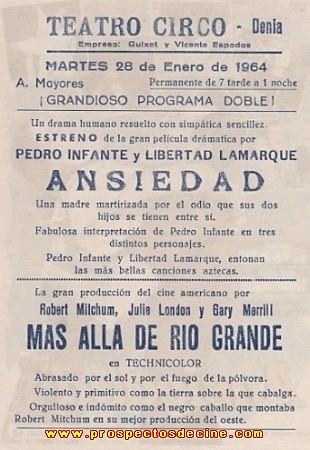 TEATRO CIRCO - Denia
Empresa: Guixot y Vicente Espadas
MARTES 28 de Enero de 1964
A. Mayores Permanente de 7 tarde a 1 noche
¡GRANDIOSO PROGRAMA DOBLE!
Un drama humano resuelto con simpática sencillez.
ESTRENO de la gran película dramática por
PEDRO INFANTE y LIBERTAD LAMARQUE
ANSIEDAD
Una madre martirizada por el odio que sus dos
hijos se tienen entre sí.
Fabulosa interpretación de Pedro Infante en tres
distintos personajes.
Pedro Infante y Libertad Lamarque, entonan
las más bellas canciones aztecas.
La gran producción del cine americano por
Robert Mitchum, Julie London y Gary Merrill
MAS ALLA DE RIO GRANDE
en TECHNICOLOR
Abrasado por el sol y por el fuego de la pólvora.
Violento y primitivo como la tierra sobre la que cabalga.
Orgulloso e indómito como el negro caballo que montaba
Robert Mitchum en su mejor producción del oeste.
www.prospectosdecine.com